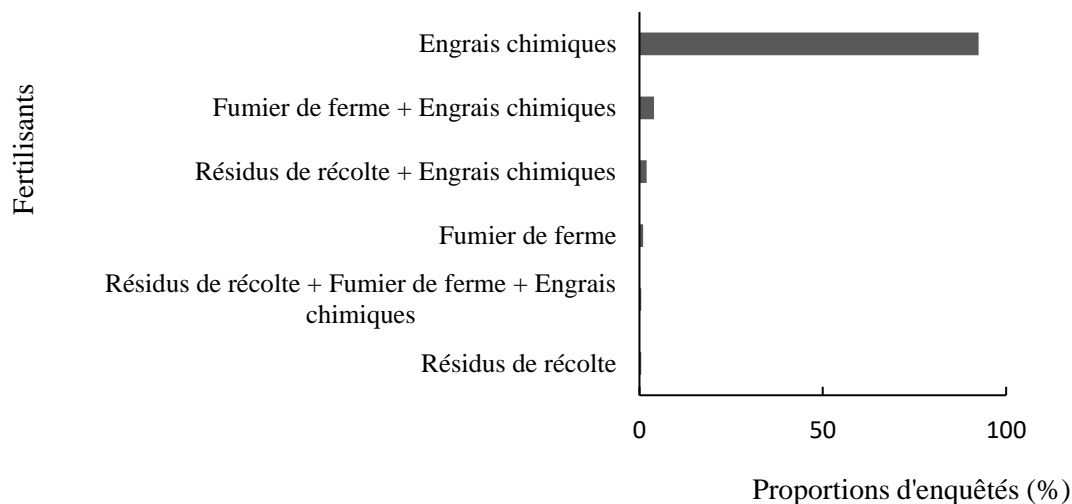 Fertilisants
Engrais chimiques
Fumier de ferme + Engrais chimiques
Résidus de récolte + Engrais chimiques
Fumier de ferme
Résidus de récolte + Fumier de ferme + Engrais
chimiques
Résidus de récolte
0 50 100
Proportions d'enquêtés (%)